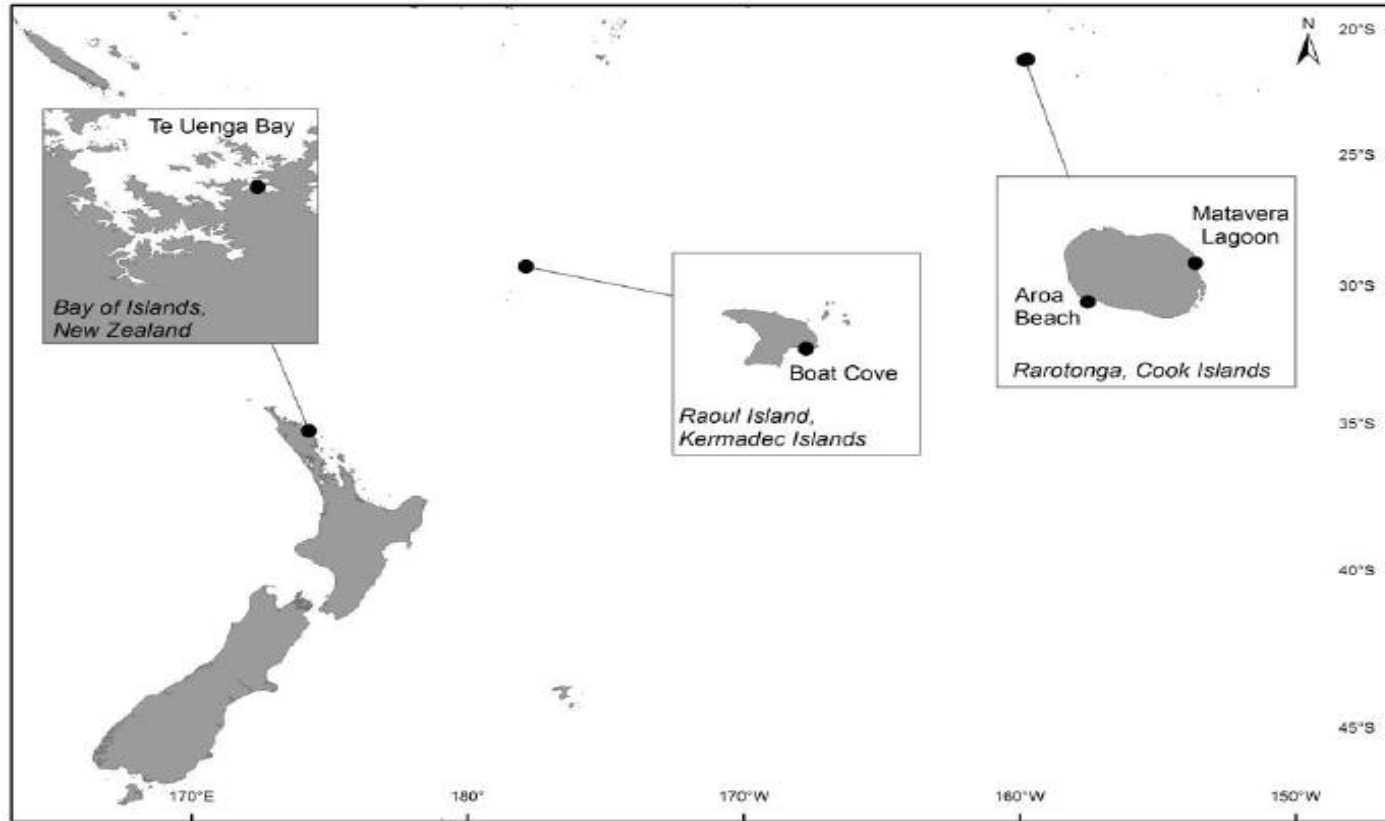 N
20°S
Te Uenga Bay
25°S
Matavera
Lagoon
30°S
Aroa
Beach
Bay of Islands,
New Zealand
Boat Cove
Rarotonga, Cook Islands
Raoul Island,
Kermadec Islands
35°S
40°S
45°S
170°E
180°
170°W
160°W
150°W